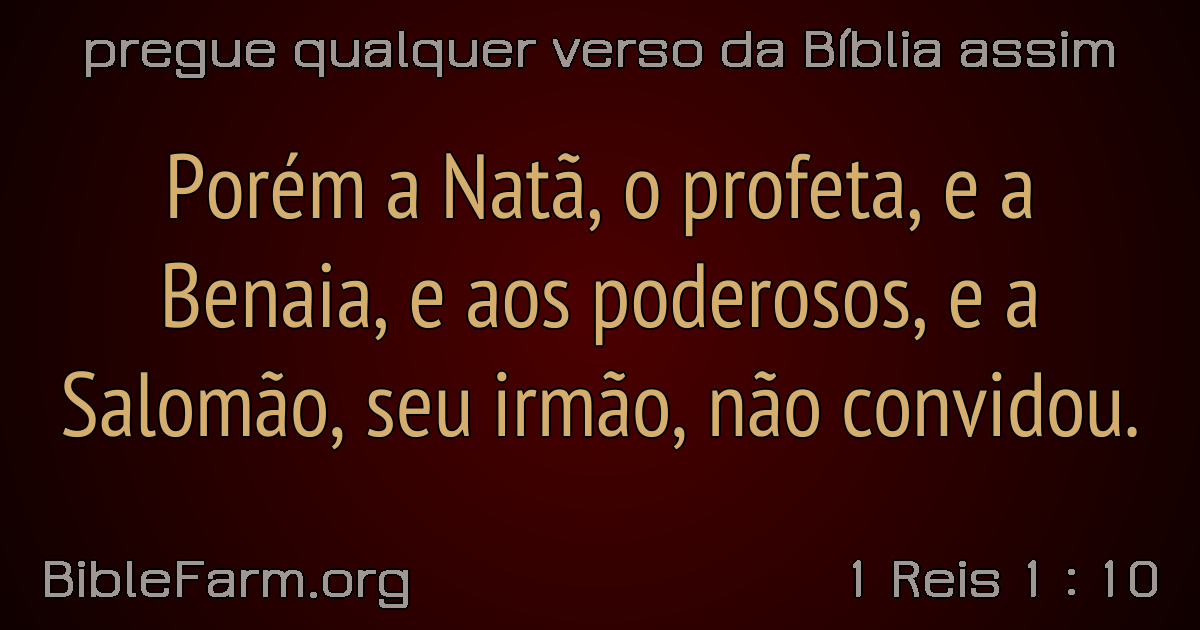 pregue qualquer verso da Bíblia assim
Porém a Natã, o profeta, e a
Benaia, e aos poderosos, e a
Salomão, seu irmão, não convidou.
BibleFarm.org
1 Reis 1 : 10